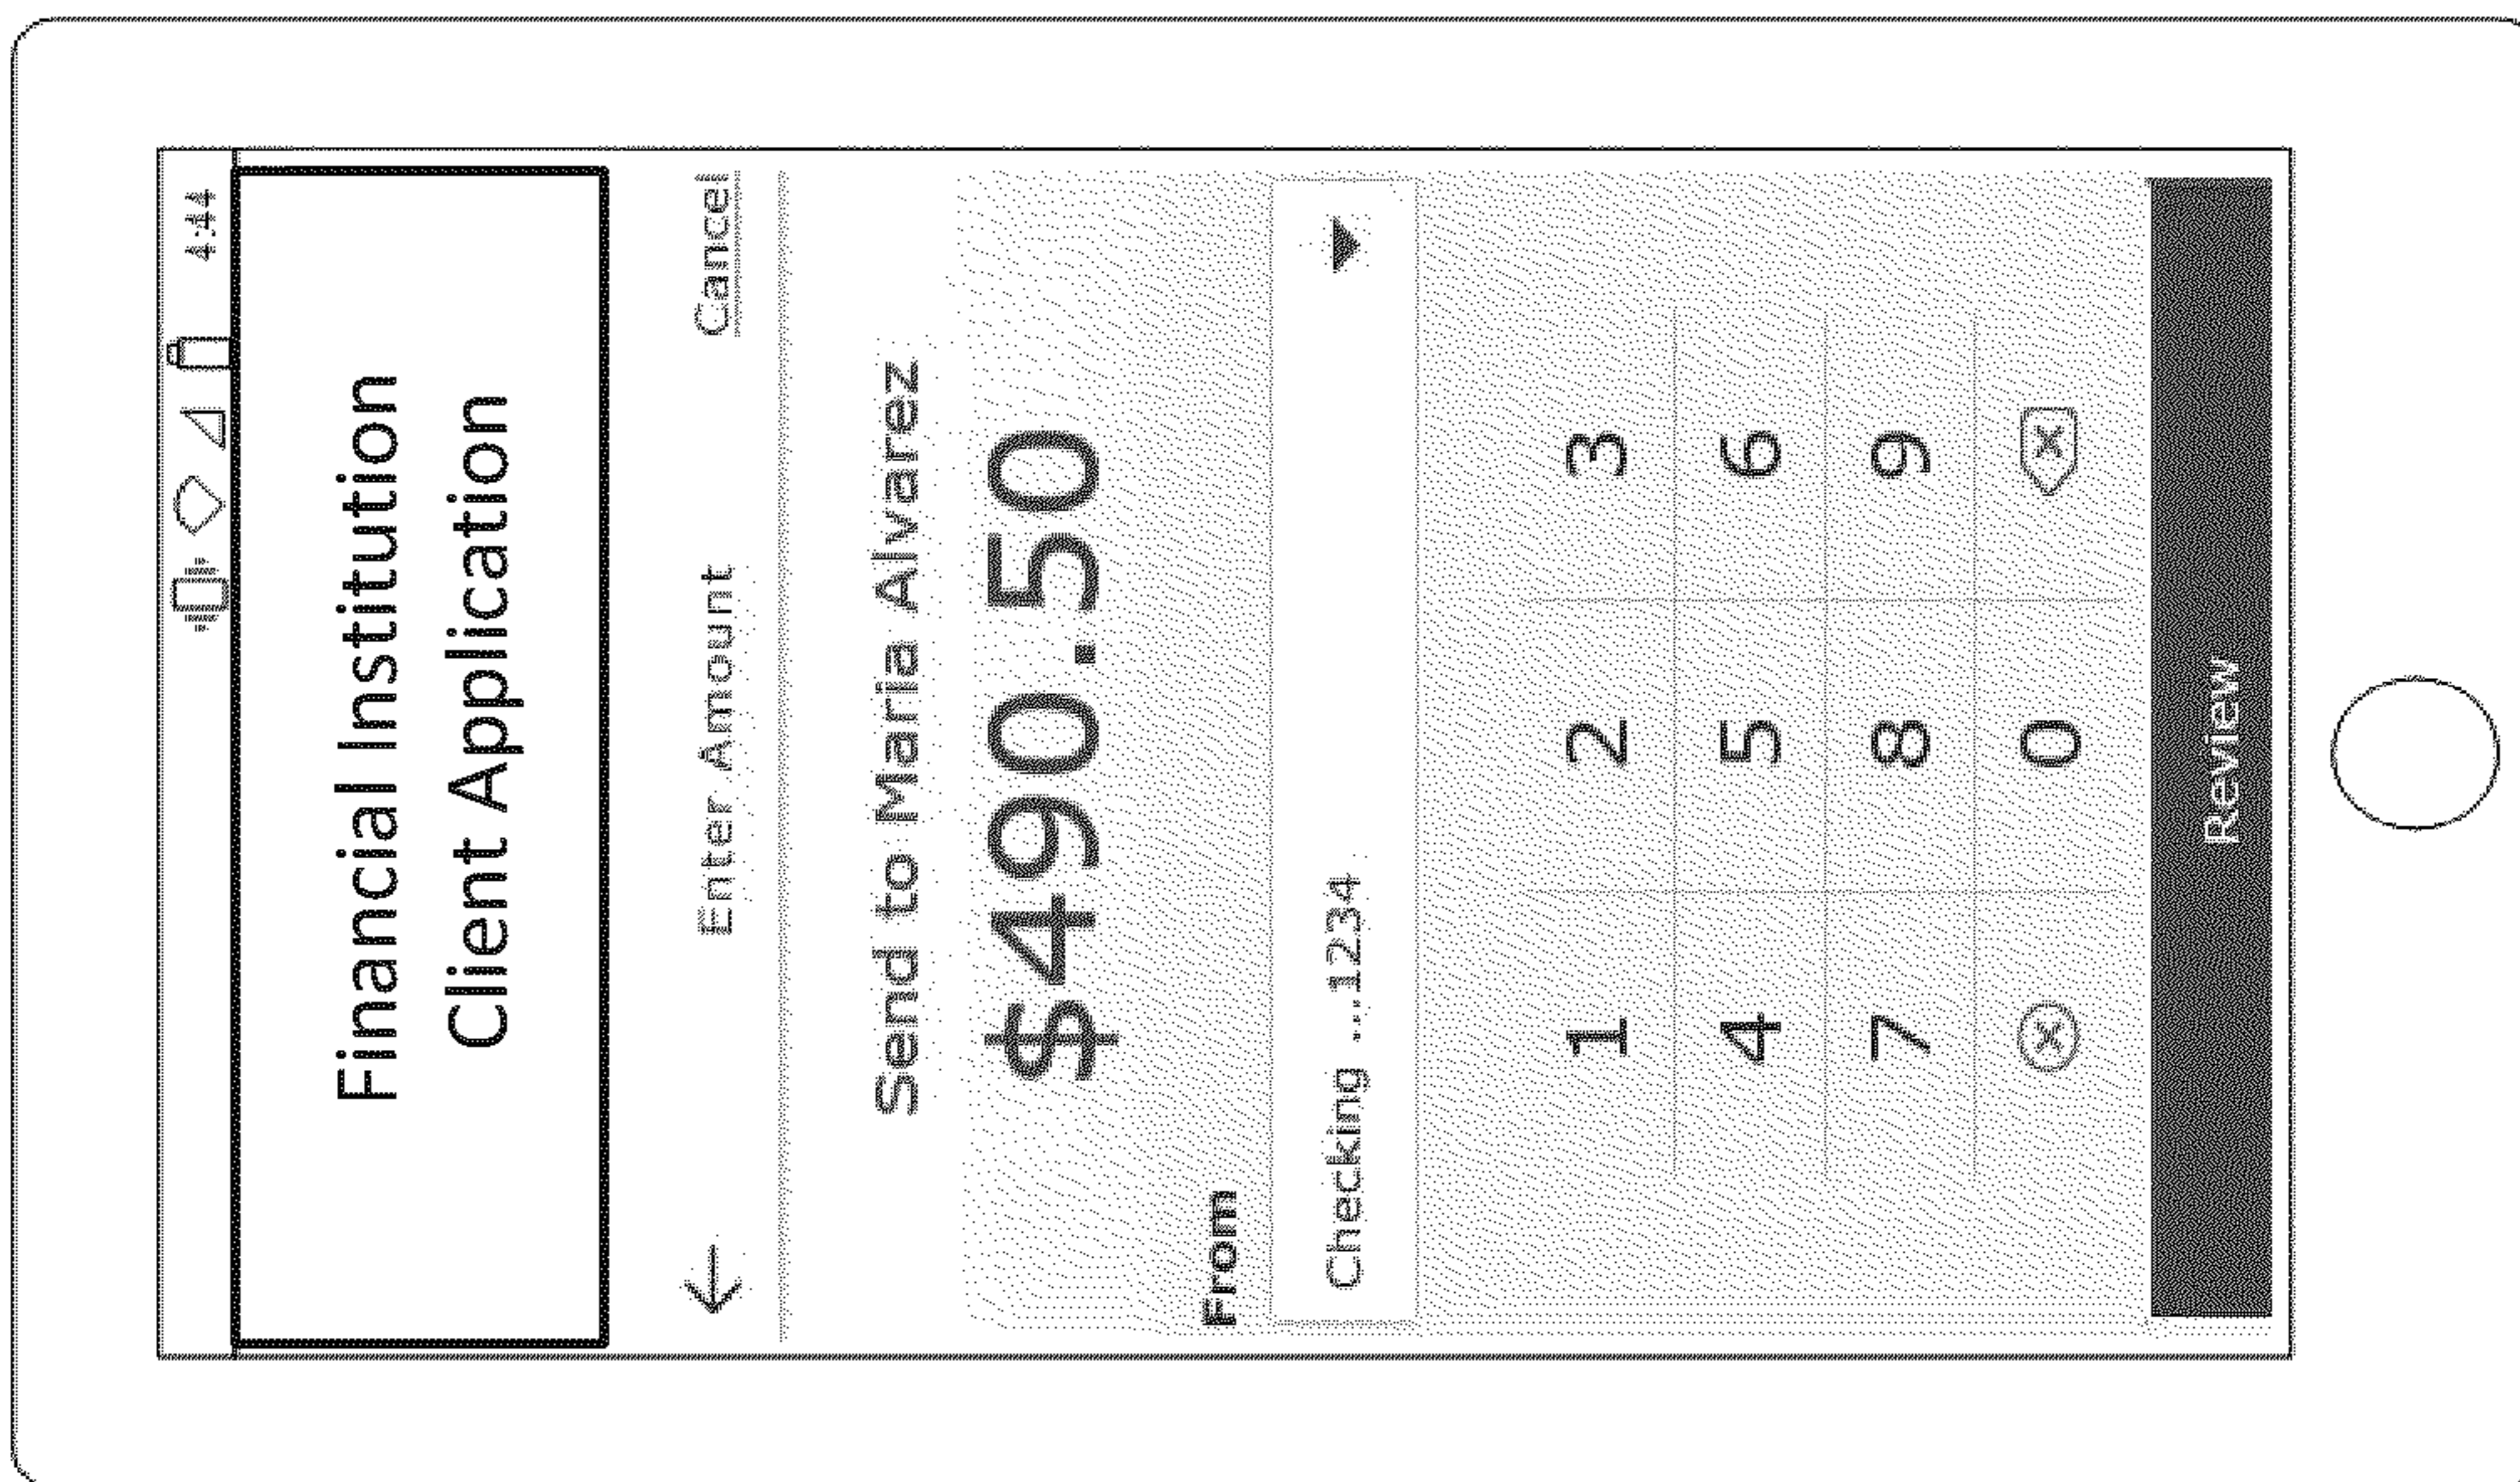 4:44
Financial Institution
Client Application
Enter Amount Cancel
Send to Maria Alvarez
$490.50
From
Checking ...1234
1 2 3
4 5 6
7 8 9
0
Review